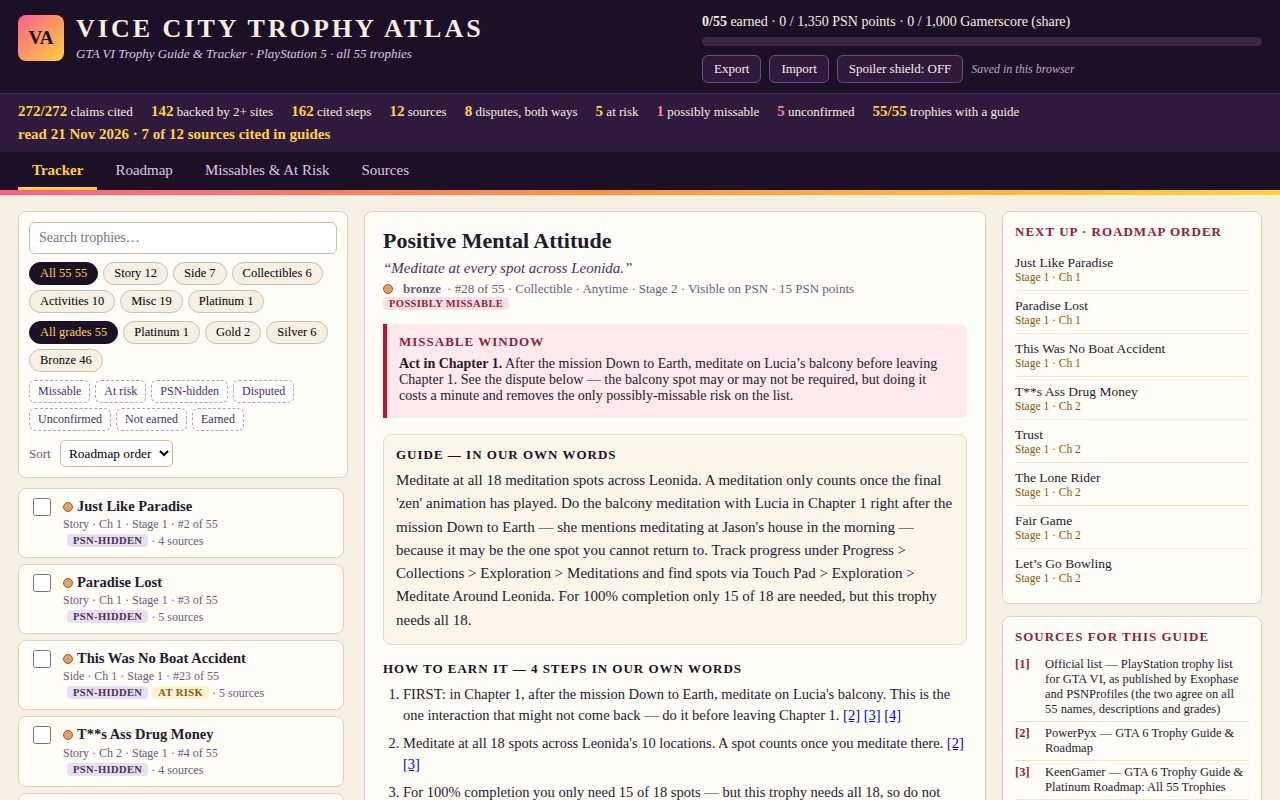 VA
VICE CITY TROPHY ATLAS
GTA VI Trophy Guide & Tracker · PlayStation 5 · all 55 trophies
0/55 earned · 0 / 1,350 PSN points · 0 / 1,000 Gamerscore (share)
Export Import Spoiler shield: OFF Saved in this browser
272/272 claims cited 142 backed by 2+ sites 162 cited steps 12 sources 8 disputes, both ways 5 at risk 1 possibly missable 5 unconfirmed 55/55 trophies with a guide
read 21 Nov 2026 · 7 of 12 sources cited in guides
Tracker Roadmap Missables & At Risk Sources
Search trophies…
All 55 55 Story 12 Side 7 Collectibles 6
Activities 10 Misc 19 Platinum 1
All grades 55 Platinum 1 Gold 2 Silver 6
Bronze 46
Missable At risk PSN-hidden Disputed
Unconfirmed Not earned Earned
Sort Roadmap order
Just Like Paradise
Story · Ch 1 · Stage 1 · #2 of 55
PSN-HIDDEN · 4 sources
Paradise Lost
Story · Ch 1 · Stage 1 · #3 of 55
PSN-HIDDEN · 5 sources
This Was No Boat Accident
Side · Ch 1 · Stage 1 · #23 of 55
PSN-HIDDEN AT RISK · 5 sources
T**s Ass Drug Money
Story · Ch 2 · Stage 1 · #4 of 55
PSN-HIDDEN · 4 sources
Positive Mental Attitude
“Meditate at every spot across Leonida.”
bronze · #28 of 55 · Collectible · Anytime · Stage 2 · Visible on PSN · 15 PSN points
POSSIBLY MISSABLE
MISSABLE WINDOW
Act in Chapter 1. After the mission Down to Earth, meditate on Lucia’s balcony before leaving
Chapter 1. See the dispute below — the balcony spot may or may not be required, but doing it
costs a minute and removes the only possibly-missable risk on the list.
GUIDE — IN OUR OWN WORDS
Meditate at all 18 meditation spots across Leonida. A meditation only counts once the final
'zen' animation has played. Do the balcony meditation with Lucia in Chapter 1 right after the
mission Down to Earth — she mentions meditating at Jason's house in the morning —
because it may be the one spot you cannot return to. Track progress under Progress >
Collections > Exploration > Meditations and find spots via Touch Pad > Exploration >
Meditate Around Leonida. For 100% completion only 15 of 18 are needed, but this trophy
needs all 18.
HOW TO EARN IT — 4 STEPS IN OUR OWN WORDS
1. FIRST: in Chapter 1, after the mission Down to Earth, meditate on Lucia's balcony. This is the
one interaction that might not come back — do it before leaving Chapter 1. [2] [3] [4]
2. Meditate at all 18 spots across Leonida's 10 locations. A spot counts once you meditate there. [2]
[3]
3. For 100% completion you only need 15 of 18 spots — but this trophy needs all 18, so do not
NEXT UP · ROADMAP ORDER
Just Like Paradise
Stage 1 · Ch 1
Paradise Lost
Stage 1 · Ch 1
This Was No Boat Accident
Stage 1 · Ch 1
T**s Ass Drug Money
Stage 1 · Ch 2
Trust
Stage 1 · Ch 2
The Lone Rider
Stage 1 · Ch 2
Fair Game
Stage 1 · Ch 2
Let’s Go Bowling
Stage 1 · Ch 2
SOURCES FOR THIS GUIDE
[1] Official list — PlayStation trophy list
for GTA VI, as published by Exophase
and PSNProfiles (the two agree on all
55 names, descriptions and grades)
[2] PowerPyx — GTA 6 Trophy Guide &
Roadmap
[3] KeenGamer — GTA 6 Trophy Guide &
Platinum Roadmap: All 55 Trophies